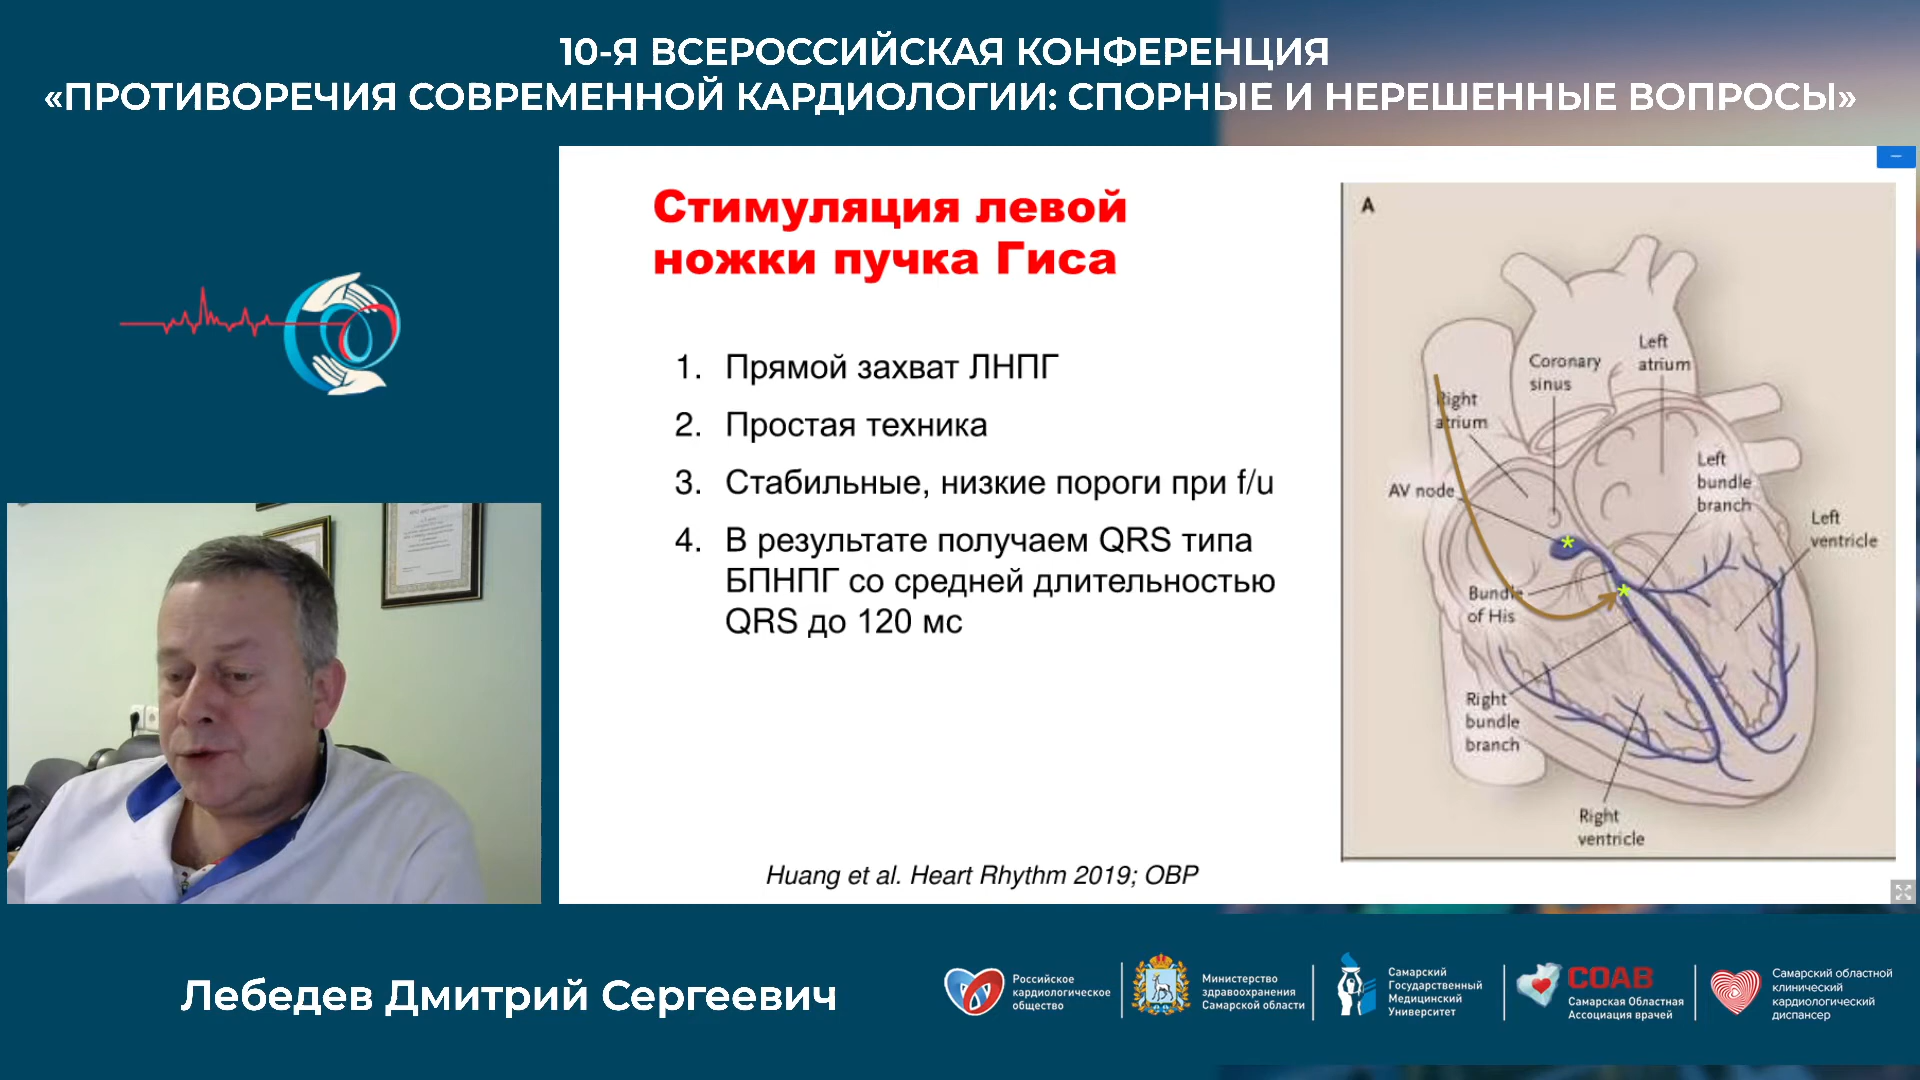 10-Я ВСЕРОССИЙСКАЯ КОНФЕРЕНЦИЯ
«ПРОТИВОРЕЧИЯ СОВРЕМЕННОЙ КАРДИОЛОГИИ: СПОРНЫЕ И НЕРЕШЕННЫЕ ВОПРОСЫ»
Стимуляция левой
ножки пучка Гиса
1. Прямой захват ЛНПГ
2. Простая техника
3. Стабильные, низкие пороги при f/u
4. В результате получаем QRS типа
БПНПГ со средней длительностью
QRS до 120 мс
Huang et al. Heart Rhythm 2019; OBP
A
Left
atrium
Coronary
sinus
Right
atrium
Left
bundle
branch
AV node
Left
ventricle
Bundle
of His
Right
bundle
branch
Right
ventricle
Лебедев Дмитрий Сергеевич
Российское
кардиологическое
общество
Министерство
здравоохранения
Самарской области
Самарский
Государственный
Медицинский
Университет
СОАВ
Самарская Областная
Ассоциация врачей
Самарский областной
клинический
кардиологический
диспансер